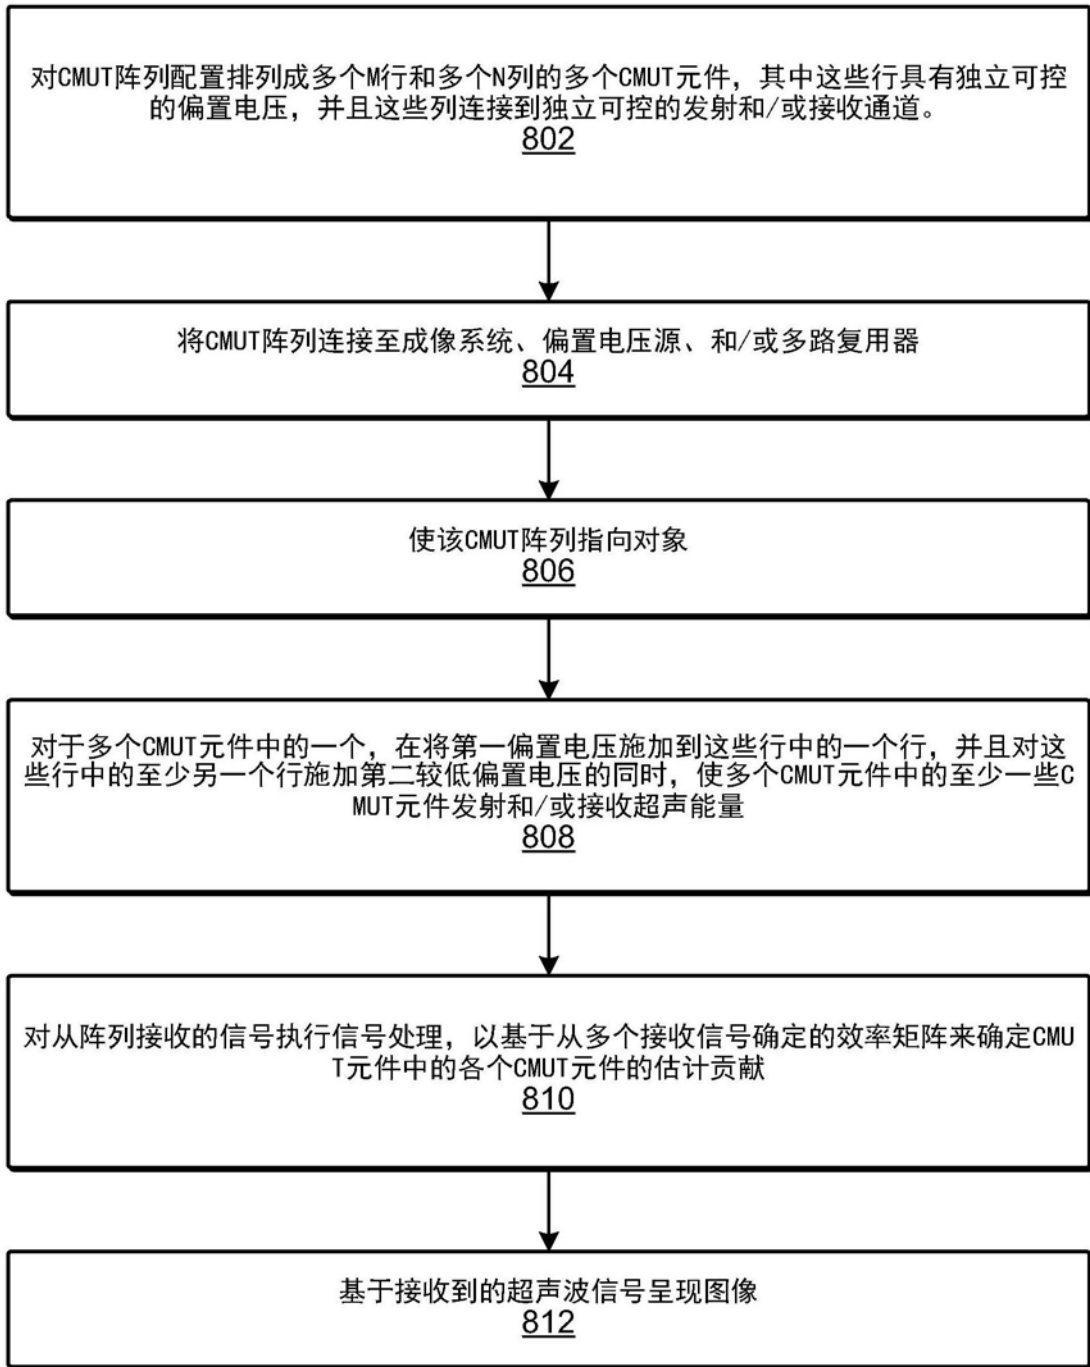 对CMUT阵列配置排列成多个M行和多个N列的多个CMUT元件，其中这些行具有独立可控
的偏置电压，并且这些列连接到独立可控的发射和/或接收通道。
802
将CMUT阵列连接至成像系统、偏置电压源、和/或多路复用器
804
使该CMUT阵列指向对象
806
对于多个CMUT元件中的一个，在将第一偏置电压施加到这些行中的一个行，并且对这
些行中的至少另一个行施加第二较低偏置电压的同时，使多个CMUT元件中的至少一些C
MUT元件发射和/或接收超声能量
808
对从阵列接收的信号执行信号处理，以基于从多个接收信号确定的效率矩阵来确定CMU
T元件中的各个CMUT元件的估计贡献
810
基于接收到的超声波信号呈现图像
812